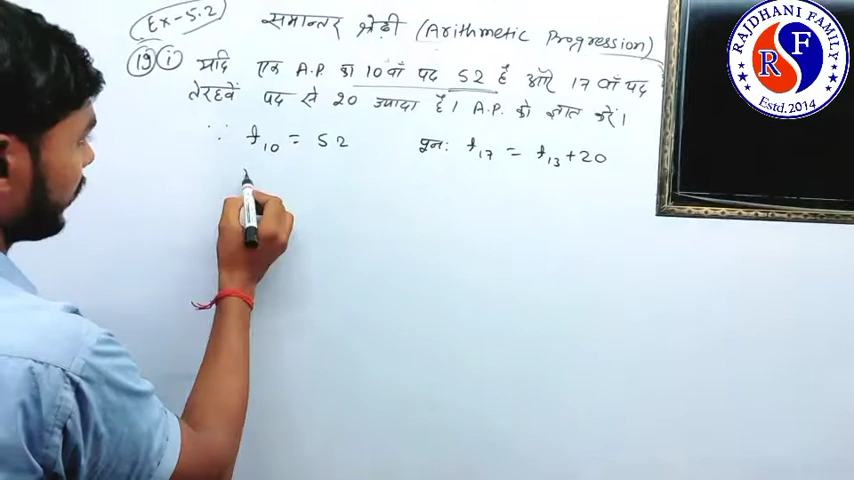 Ex-5.2
समान्तर श्रेढ़ी (Arithmetic Progression)
19 i यदि एक A.P का 10वाँ पद 52 है और 17वाँ पद
तेरहवें पद से 20 ज्यादा है। A.P. को ज्ञात करें।
∵ t₁₀ = 52 पुनः t₁₇ = t₁₃ + 20
RAJDHANI FAMILY
R F S
Estd.2014